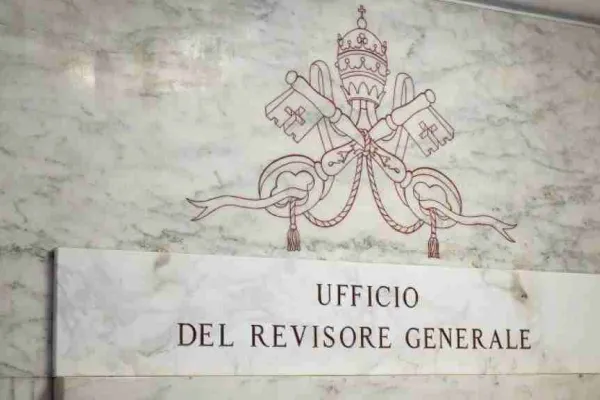 UFFICIO
DEL REVISORE GENERALE